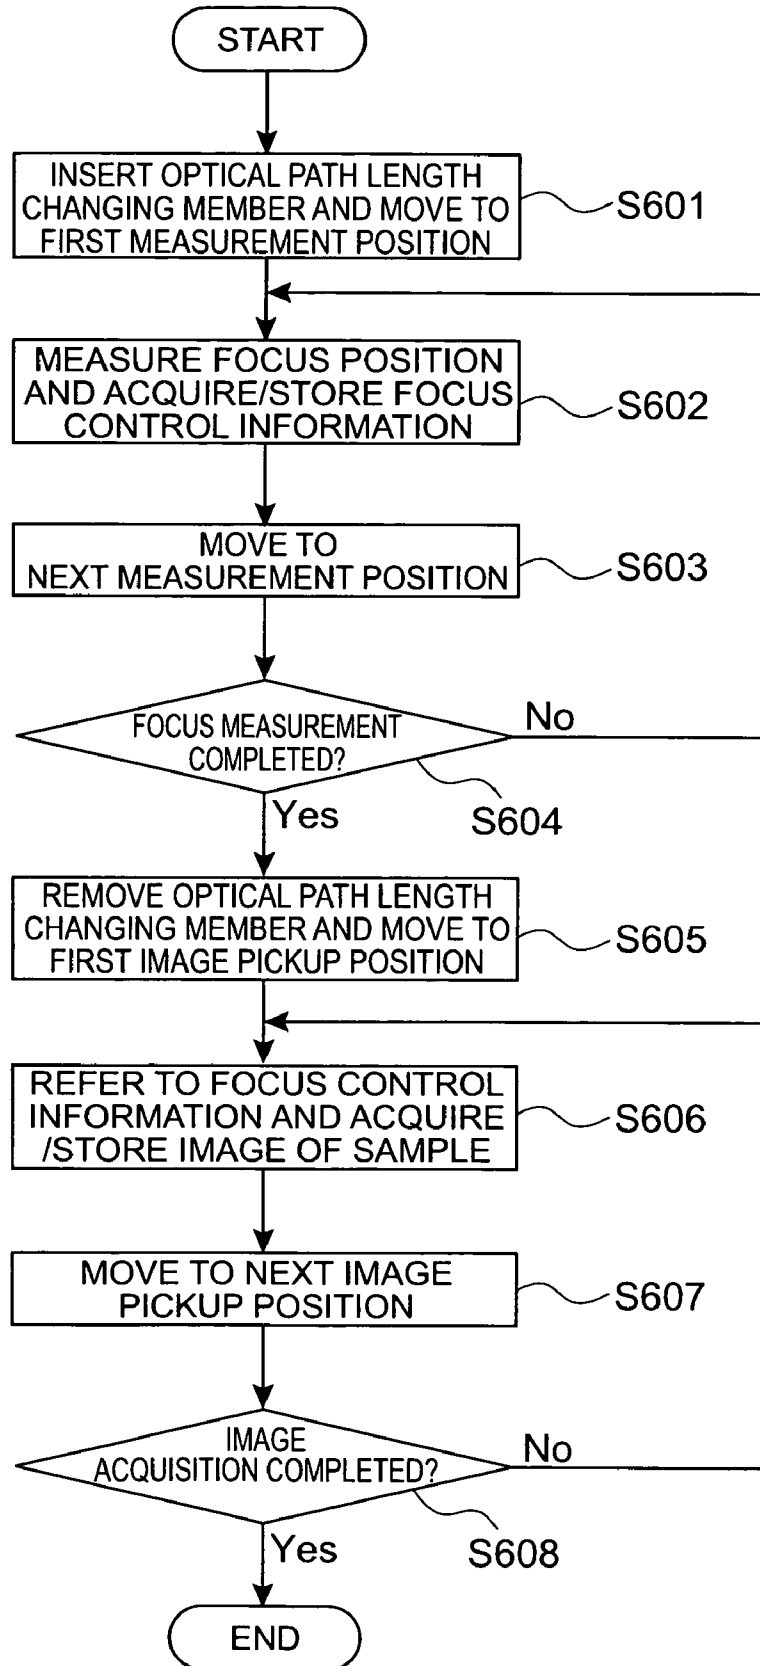 START
INSERT OPTICAL PATH LENGTH
CHANGING MEMBER AND MOVE TO
FIRST MEASUREMENT POSITION
S601
MEASURE FOCUS POSITION
AND ACQUIRE/STORE FOCUS
CONTROL INFORMATION
S602
MOVE TO
NEXT MEASUREMENT POSITION
S603
FOCUS MEASUREMENT
COMPLETED?
No
S604
Yes
REMOVE OPTICAL PATH LENGTH
CHANGING MEMBER AND MOVE TO
FIRST IMAGE PICKUP POSITION
S605
REFER TO FOCUS CONTROL
INFORMATION AND ACQUIRE
/STORE IMAGE OF SAMPLE
S606
MOVE TO NEXT IMAGE
PICKUP POSITION
S607
IMAGE
ACQUISITION COMPLETED?
No
S608
Yes
END